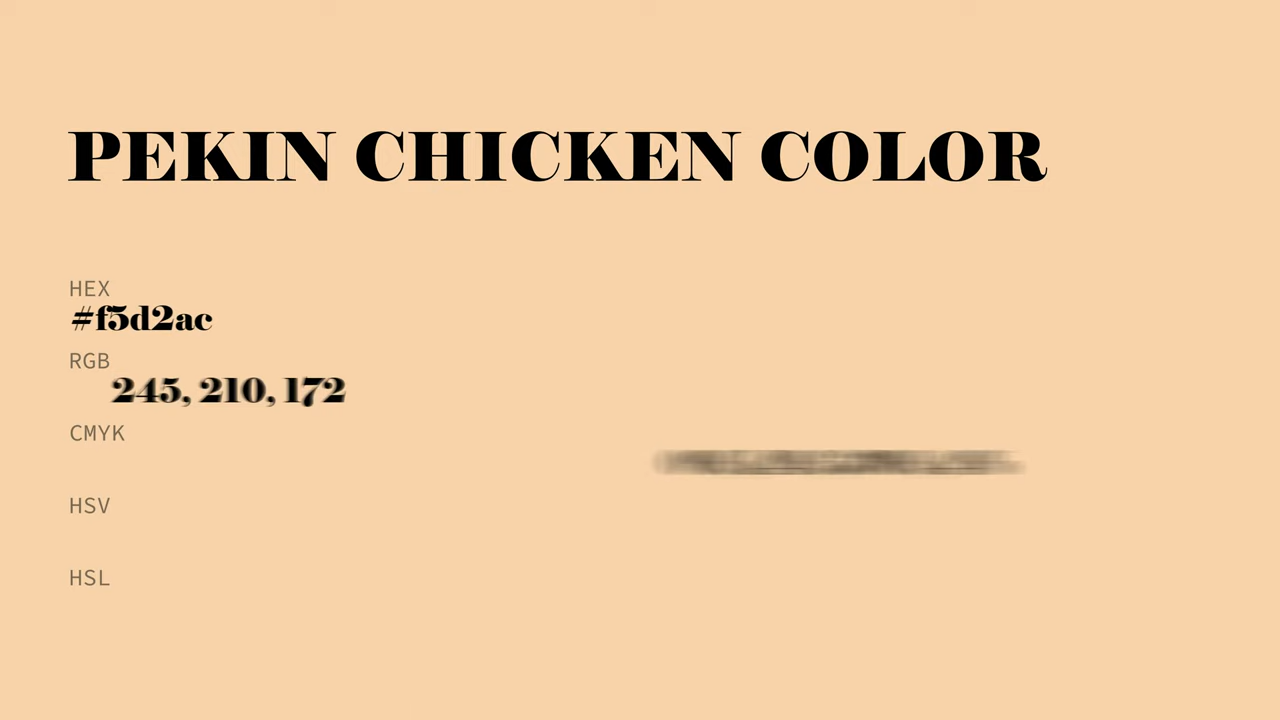 PEKIN CHICKEN COLOR
HEX
#f5d2ac
RGB
245, 210, 172
CMYK
HSV
HSL